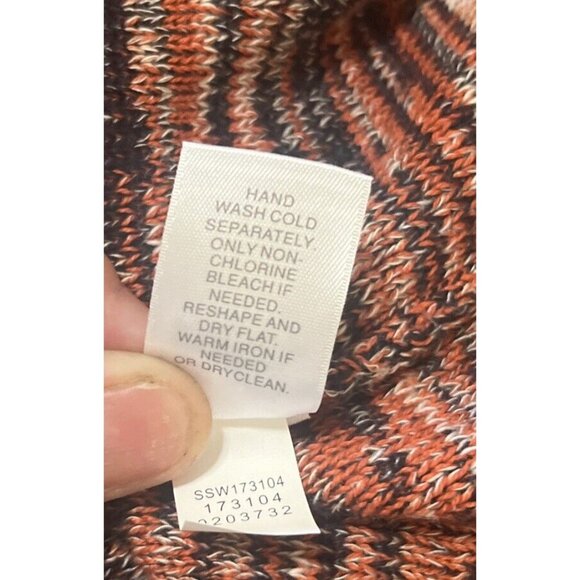 HAND
WASH COLD
SEPARATELY.
ONLY NON-
CHLORINE
BLEACH IF
NEEDED.
RESHAPE AND
DRY FLAT.
WARM IRON IF
NEEDED
OR DRYCLEAN.
SSW173104
173104
0203732